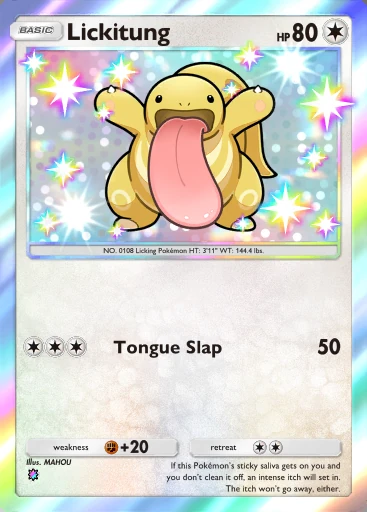 BASIC Lickitung HP 80
NO. 0108 Licking Pokémon HT: 3'11" WT: 144.4 lbs.
Tongue Slap 50
weakness +20 retreat
Illus. MAHOU
If this Pokémon's sticky saliva gets on you and
you don't clean it off, an intense itch will set in.
The itch won't go away, either.